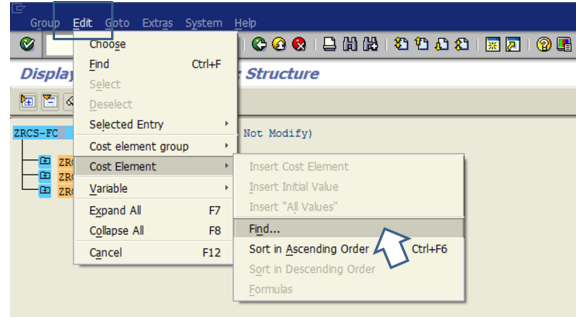 Group Edit Goto Extras System Help
Choose
Find Ctrl+F
Display : Structure
Select
Deselect
Selected Entry
ZRCS-FC Not Modify)
Cost element group
Cost Element
Insert Cost Element
ZR
ZR
Variable
Insert Initial Value
ZR
Insert "All Values"
Expand All F7
Collapse All F8
Find...
Cancel F12
Sort in Ascending Order Ctrl+F6
Sort in Descending Order
Formulas